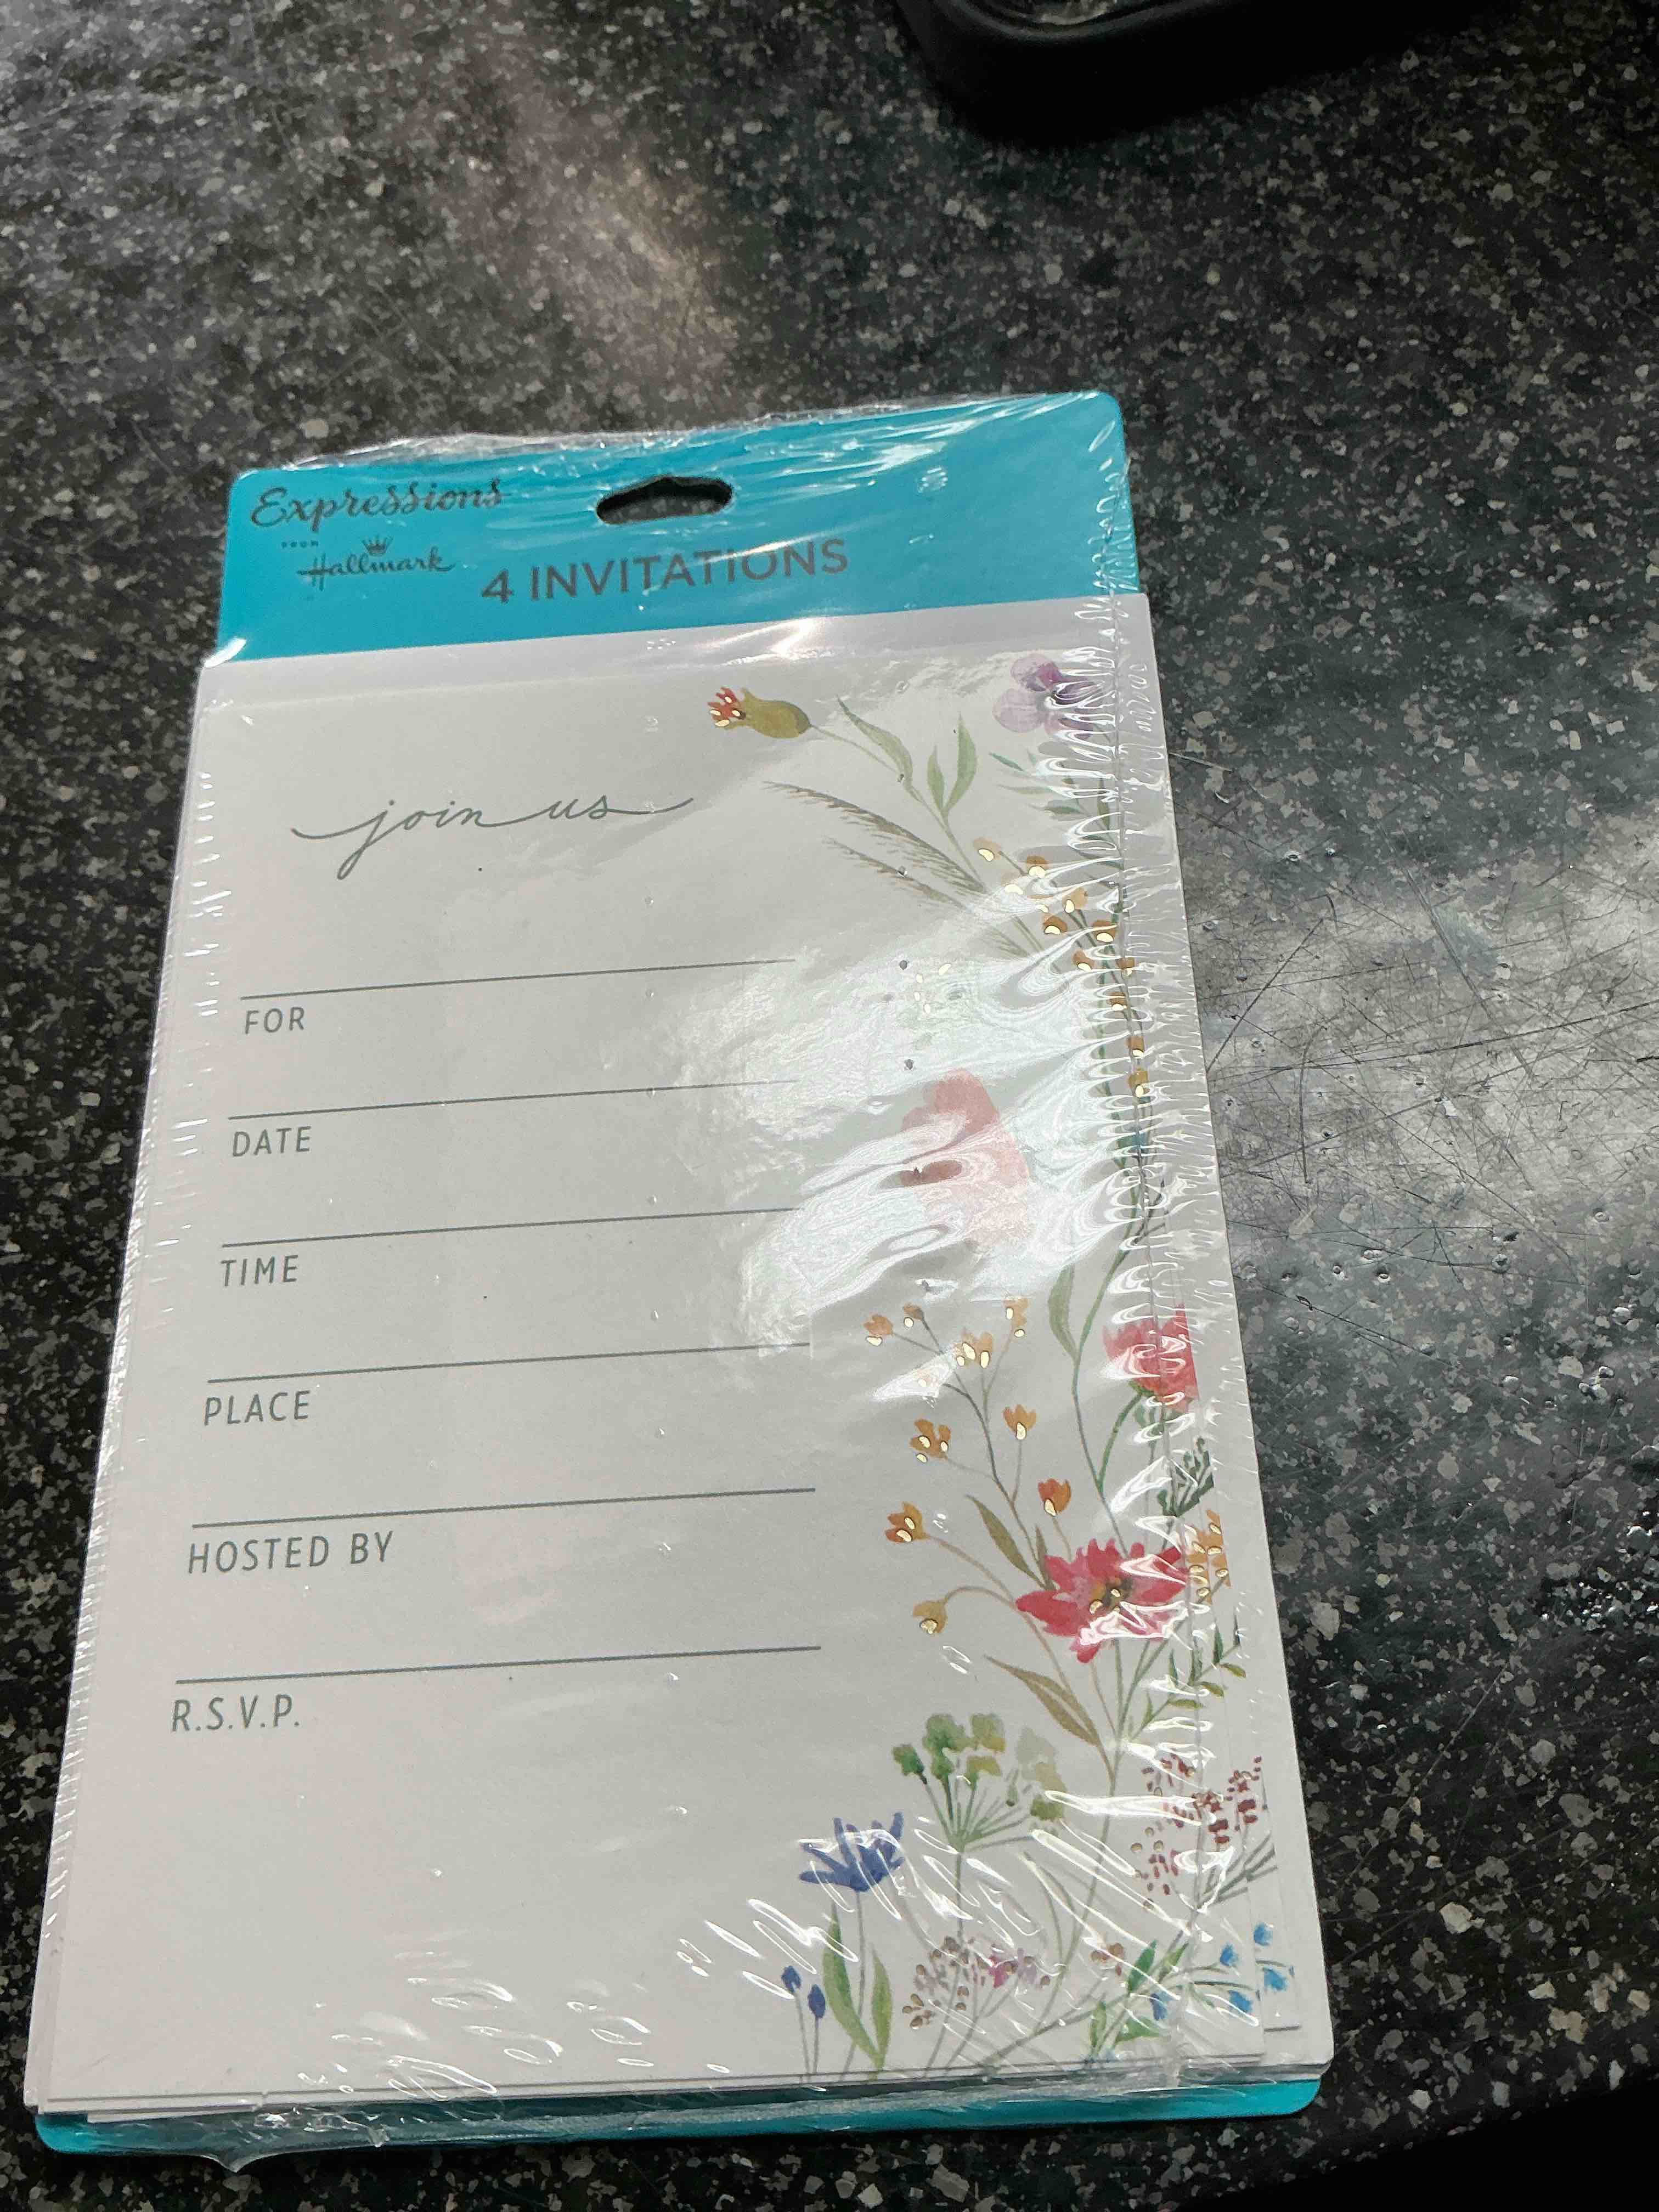 Expressions
FROM
Hallmark
4 INVITATIONS
join us
FOR
DATE
TIME
PLACE
HOSTED BY
R.S.V.P.